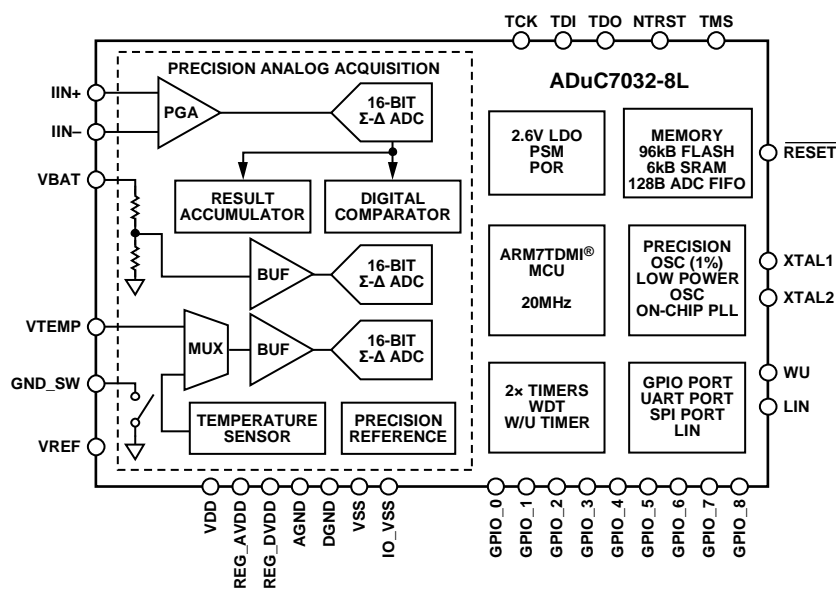 TCK TDI TDO NTRST TMS
PRECISION ANALOG ACQUISITION
ADuC7032-8L
IIN+
IIN–
VBAT
VTEMP
GND_SW
VREF
PGA
16-BIT
Σ-Δ ADC
RESULT
ACCUMULATOR
DIGITAL
COMPARATOR
BUF
16-BIT
Σ-Δ ADC
MUX
BUF
16-BIT
Σ-Δ ADC
TEMPERATURE
SENSOR
PRECISION
REFERENCE
2.6V LDO
PSM
POR
MEMORY
96kB FLASH
6kB SRAM
128B ADC FIFO
ARM7TDMI®
MCU
20MHz
PRECISION
OSC (1%)
LOW POWER
OSC
ON-CHIP PLL
2× TIMERS
WDT
W/U TIMER
GPIO PORT
UART PORT
SPI PORT
LIN
RESET
XTAL1
XTAL2
WU
LIN
VDD
REG_AVDD
REG_DVDD
AGND
DGND
VSS
IO_VSS
GPIO_0
GPIO_1
GPIO_2
GPIO_3
GPIO_4
GPIO_5
GPIO_6
GPIO_7
GPIO_8